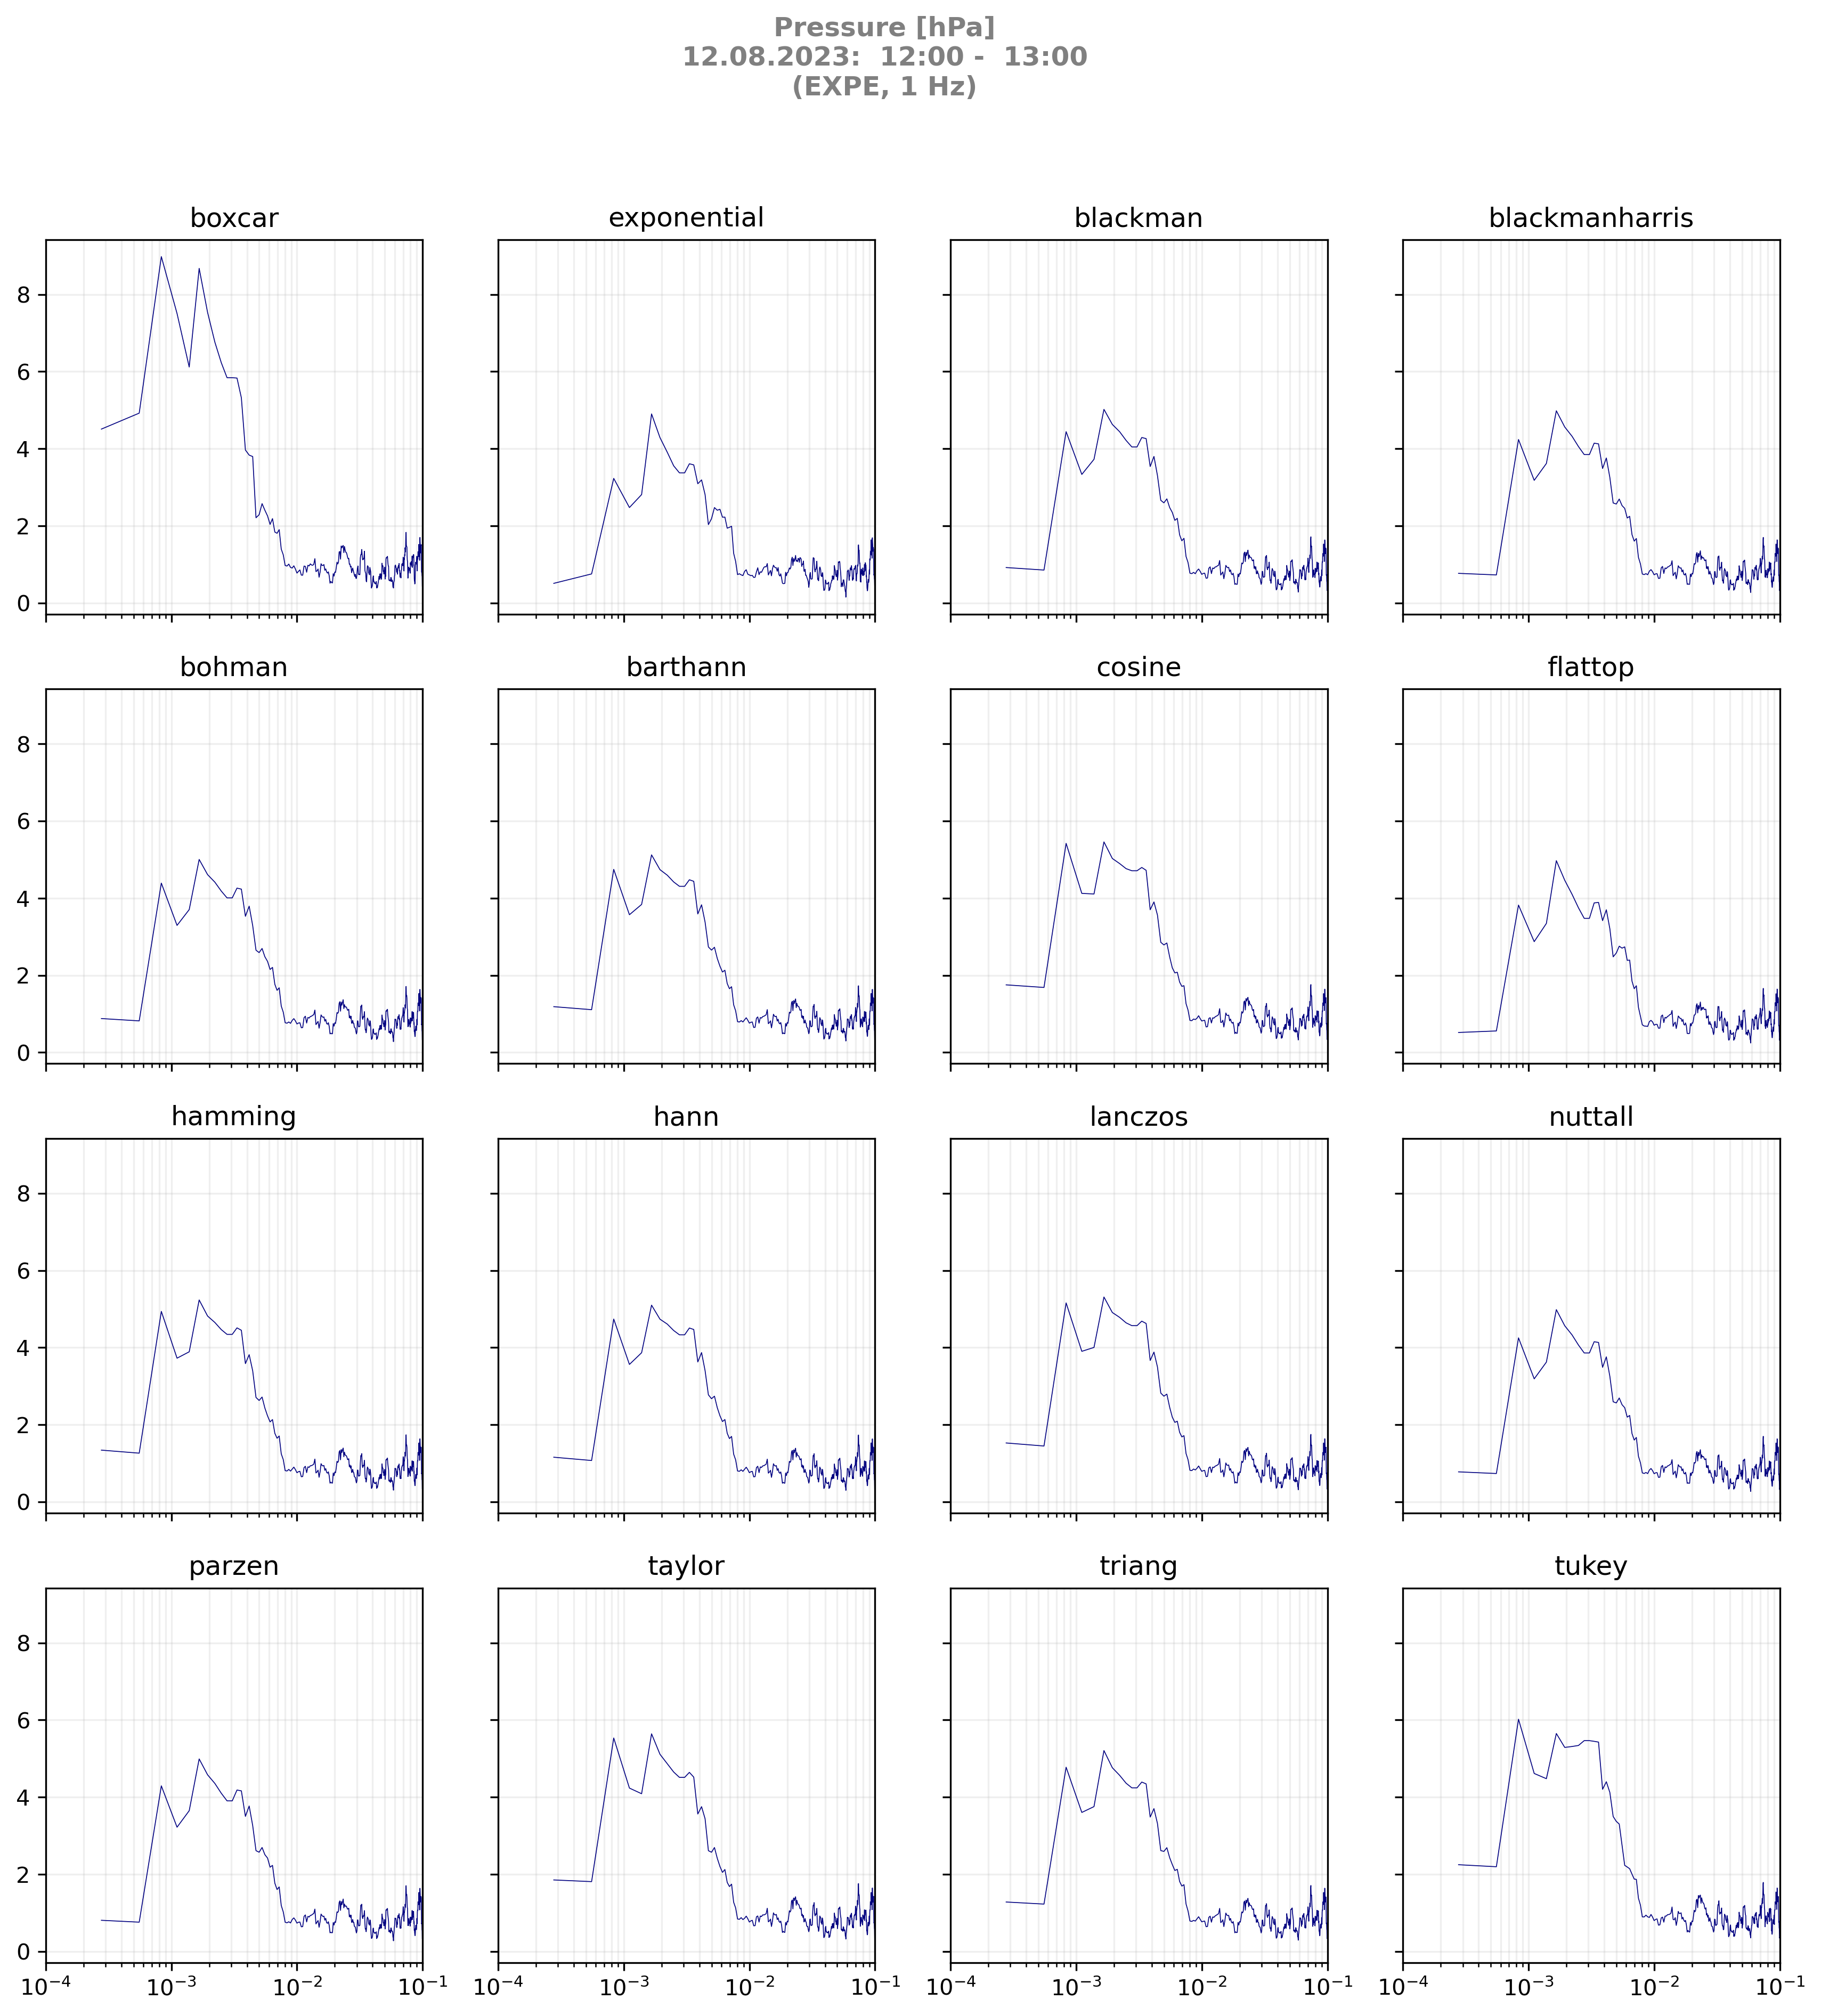 Pressure [hPa]
12.08.2023:  12:00 -  13:00
(EXPE, 1 Hz)
boxcar exponential blackman blackmanharris
8
6
4
2
0
bohman barthann cosine flattop
8
6
4
2
0
hamming hann lanczos nuttall
8
6
4
2
0
parzen taylor triang tukey
8
6
4
2
0
10⁻⁴ 10⁻³ 10⁻² 10⁻¹ 10⁻⁴ 10⁻³ 10⁻² 10⁻¹ 10⁻⁴ 10⁻³ 10⁻² 10⁻¹ 10⁻⁴ 10⁻³ 10⁻² 10⁻¹